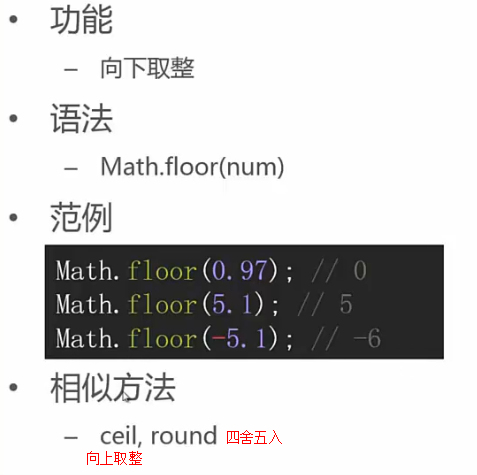 • 功能
– 向下取整
• 语法
– Math.floor(num)
• 范例
Math.floor(0.97); // 0
Math.floor(5.1); // 5
Math.floor(-5.1); // -6
• 相似方法
– ceil, round 四舍五入
向上取整